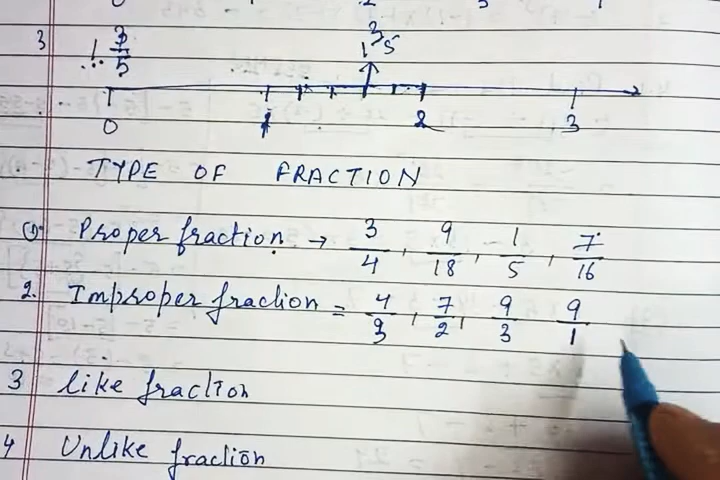 3 1 3/5 1 3/5
0 1 2 3
TYPE OF FRACTION
① Proper fraction → 3/4 , 9/18 , 1/5 , 7/16
2. Improper fraction = 4/3 , 7/2 , 9/3 9/1
3 like fraction
4 Unlike fraction